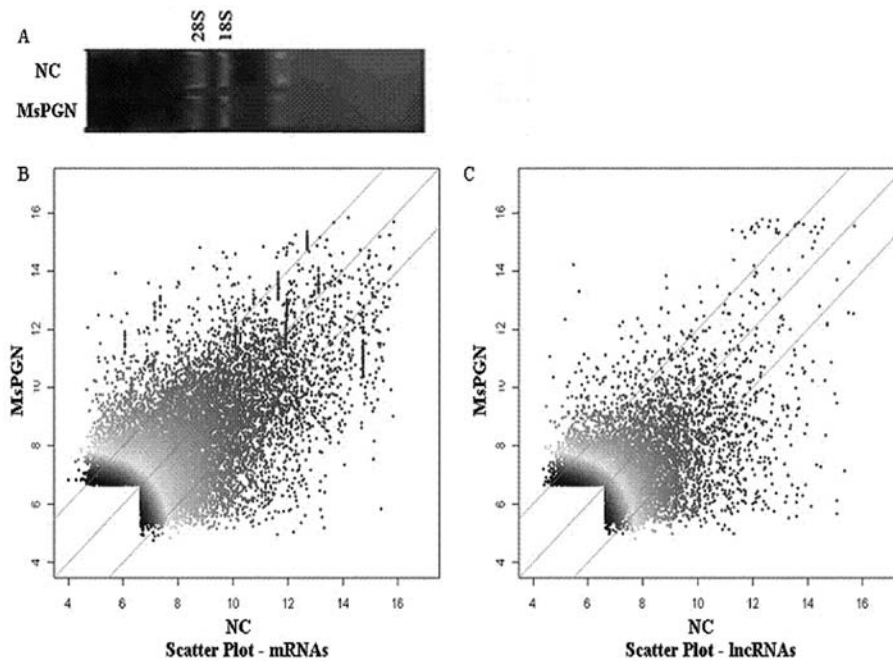 A
28S
18S
NC
MsPGN
B
16
14
12
10
8
6
4
MsPGN
4 6 8 10 12 14 16
NC
Scatter Plot - mRNAs
C
16
14
12
10
8
6
4
MsPGN
4 6 8 10 12 14 16
NC
Scatter Plot - lncRNAs